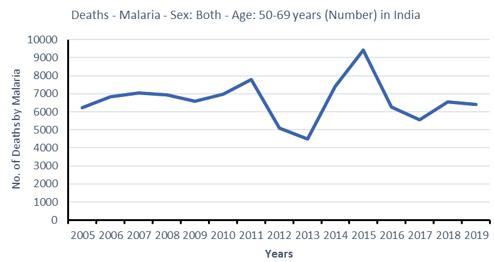 Deaths - Malaria - Sex: Both - Age: 50-69 years (Number) in India
10000
9000
8000
7000
6000
5000
4000
3000
2000
1000
0
No. of Deaths by Malaria
2005 2006 2007 2008 2009 2010 2011 2012 2013 2014 2015 2016 2017 2018 2019
Years